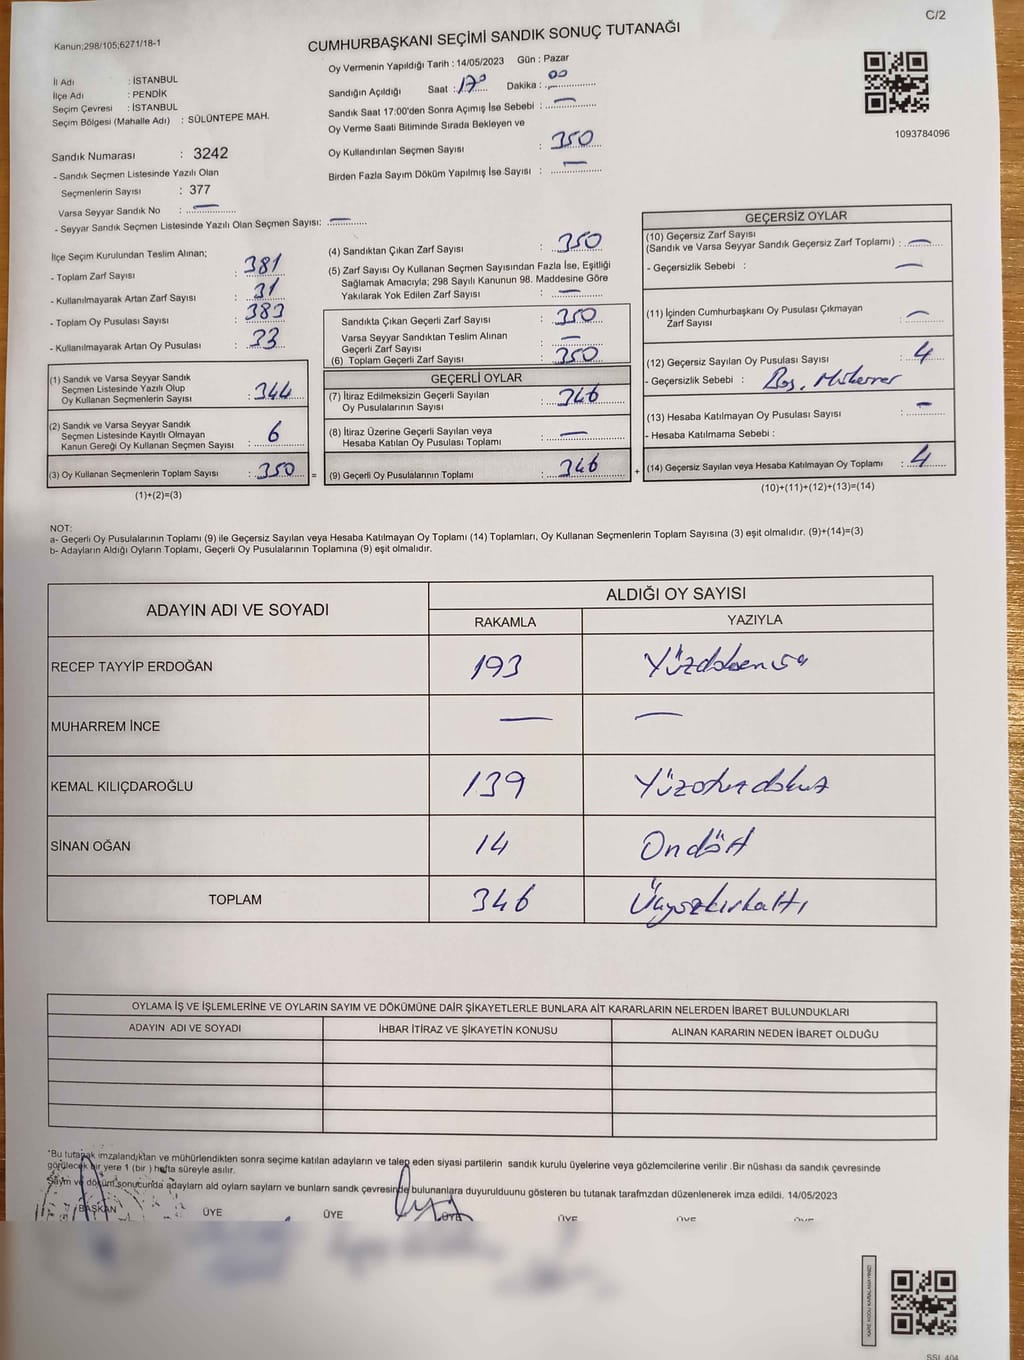 C/2
Kanun;298/105;6271/18-1
CUMHURBAŞKANI SEÇİMİ SANDIK SONUÇ TUTANAĞI
Oy Vermenin Yapıldığı Tarih : 14/05/2023 Gün : Pazar
İl Adı : İSTANBUL
İlçe Adı : PENDİK
Seçim Çevresi : İSTANBUL
Seçim Bölgesi (Mahalle Adı) : SÜLÜNTEPE MAH.
Sandığın Açıldığı Saat : 17⁰⁰ Dakika : 00
Sandık Saat 17:00'den Sonra Açımış İse Sebebi : —
Oy Verme Saati Bitiminde Sırada Bekleyen ve
Oy Kullandırılan Seçmen Sayısı : 350
Birden Fazla Sayım Döküm Yapılmış İse Sayısı : —
1093784096
Sandık Numarası : 3242
- Sandık Seçmen Listesinde Yazılı Olan
Seçmenlerin Sayısı : 377
Varsa Seyyar Sandık No : —
- Seyyar Sandık Seçmen Listesinde Yazılı Olan Seçmen Sayısı: —
İlçe Seçim Kurulundan Teslim Alınan;
- Toplam Zarf Sayısı : 381
- Kullanılmayarak Artan Zarf Sayısı : 31
- Toplam Oy Pusulası Sayısı : 383
- Kullanılmayarak Artan Oy Pusulası : 33
(1) Sandık ve Varsa Seyyar Sandık
Seçmen Listesinde Yazılı Olup
Oy Kullanan Seçmenlerin Sayısı : 344
(2) Sandık ve Varsa Seyyar Sandık
Seçmen Listesinde Kayıtlı Olmayan
Kanun Gereği Oy Kullanan Seçmen Sayısı : 6
(3) Oy Kullanan Seçmenlerin Toplam Sayısı : 350
(1)+(2)=(3)
(4) Sandıktan Çıkan Zarf Sayısı : 350
(5) Zarf Sayısı Oy Kullanan Seçmen Sayısından Fazla İse, Eşitliği
Sağlamak Amacıyla; 298 Sayılı Kanunun 98. Maddesine Göre
Yakılarak Yok Edilen Zarf Sayısı : —
Sandıkta Çıkan Geçerli Zarf Sayısı : 350
Varsa Seyyar Sandıktan Teslim Alınan
Geçerli Zarf Sayısı : —
(6) Toplam Geçerli Zarf Sayısı : 350
GEÇERLİ OYLAR
(7) İtiraz Edilmeksizin Geçerli Sayılan
Oy Pusulalarının Sayısı : 346
(8) İtiraz Üzerine Geçerli Sayılan veya
Hesaba Katılan Oy Pusulası Toplamı : —
= (9) Geçerli Oy Pusulalarının Toplamı : 346 +
GEÇERSİZ OYLAR
(10) Geçersiz Zarf Sayısı
(Sandık ve Varsa Seyyar Sandık Geçersiz Zarf Toplamı) : —
- Geçersizlik Sebebi : —
(11) İçinden Cumhurbaşkanı Oy Pusulası Çıkmayan
Zarf Sayısı : —
(12) Geçersiz Sayılan Oy Pusulası Sayısı : 4
- Geçersizlik Sebebi : Boş,
(13) Hesaba Katılmayan Oy Pusulası Sayısı : —
- Hesaba Katılmama Sebebi :
(14) Geçersiz Sayılan veya Hesaba Katılmayan Oy Toplamı : 4
(10)+(11)+(12)+(13)=(14)
NOT:
a- Geçerli Oy Pusulalarının Toplamı (9) ile Geçersiz Sayılan veya Hesaba Katılmayan Oy Toplamı (14) Toplamları, Oy Kullanan Seçmenlerin Toplam Sayısına (3) eşit olmalıdır. (9)+(14)=(3)
b- Adayların Aldığı Oyların Toplamı, Geçerli Oy Pusulalarının Toplamına (9) eşit olmalıdır.
ADAYIN ADI VE SOYADI ALDIĞI OY SAYISI
RAKAMLA YAZIYLA
RECEP TAYYİP ERDOĞAN 193
MUHARREM İNCE — —
KEMAL KILIÇDAROĞLU 139 Yüzotuzdokuz
SİNAN OĞAN 14 Ondört
TOPLAM 346 Üçyüzkırkaltı
OYLAMA İŞ VE İŞLEMLERİNE VE OYLARIN SAYIM VE DÖKÜMÜNE DAİR ŞİKAYETLERLE BUNLARA AİT KARARLARIN NELERDEN İBARET BULUNDUKLARI
ADAYIN ADI VE SOYADI İHBAR İTİRAZ VE ŞİKAYETİN KONUSU ALINAN KARARIN NEDEN İBARET OLDUĞU
*Bu tutanak imzalandıktan ve mühürlendikten sonra seçime katılan adayların ve talep eden siyasi partilerin sandık kurulu üyelerine veya gözlemcilerine verilir .Bir nüshası da sandık çevresinde
görülecek bir yere 1 (bir ) hafta süreyle asılır.
Sayım ve döküm sonucunda adayların ald oyların sayların ve bunların sandk çevresinde bulunanlara duyurulduunu gösteren bu tutanak tarafmzdan düzenlenerek imza edildi. 14/05/2023
BAŞKAN ÜYE ÜYE ÜYE ÜYE ÜYE ÜYE
SSL 404